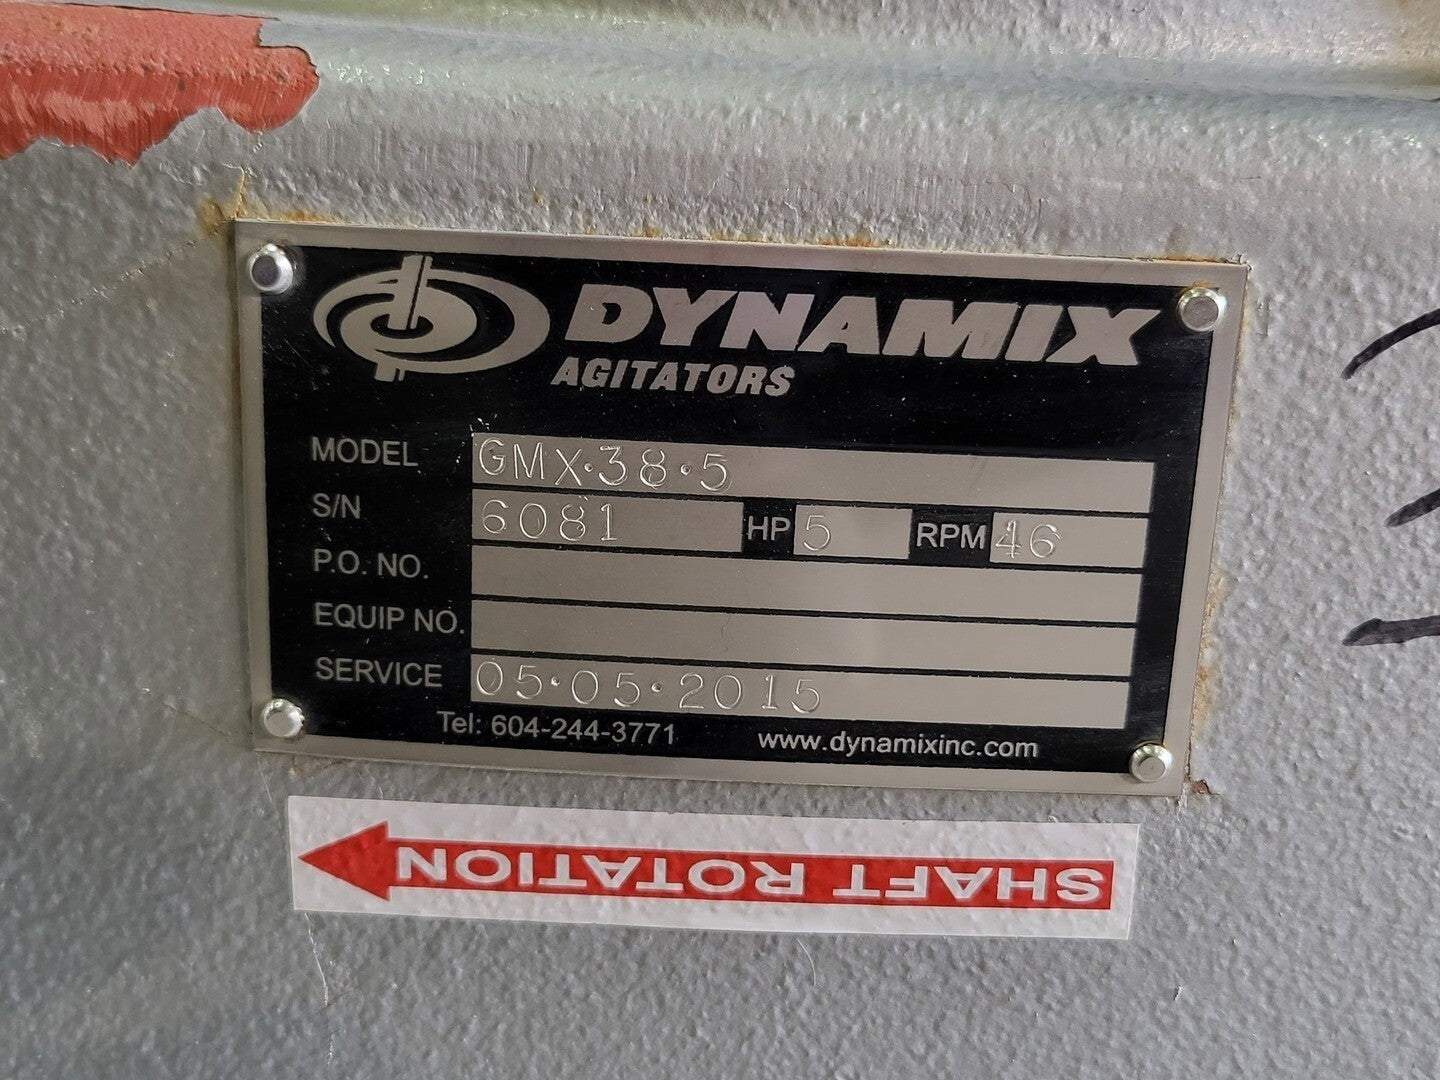 DYNAMIX
AGITATORS
MODEL GMX·38·5
S/N 6081 HP 5 RPM 46
P.O. NO.
EQUIP NO.
SERVICE 05·05·2015
Tel: 604-244-3771 www.dynamixinc.com
SHAFT ROTATION